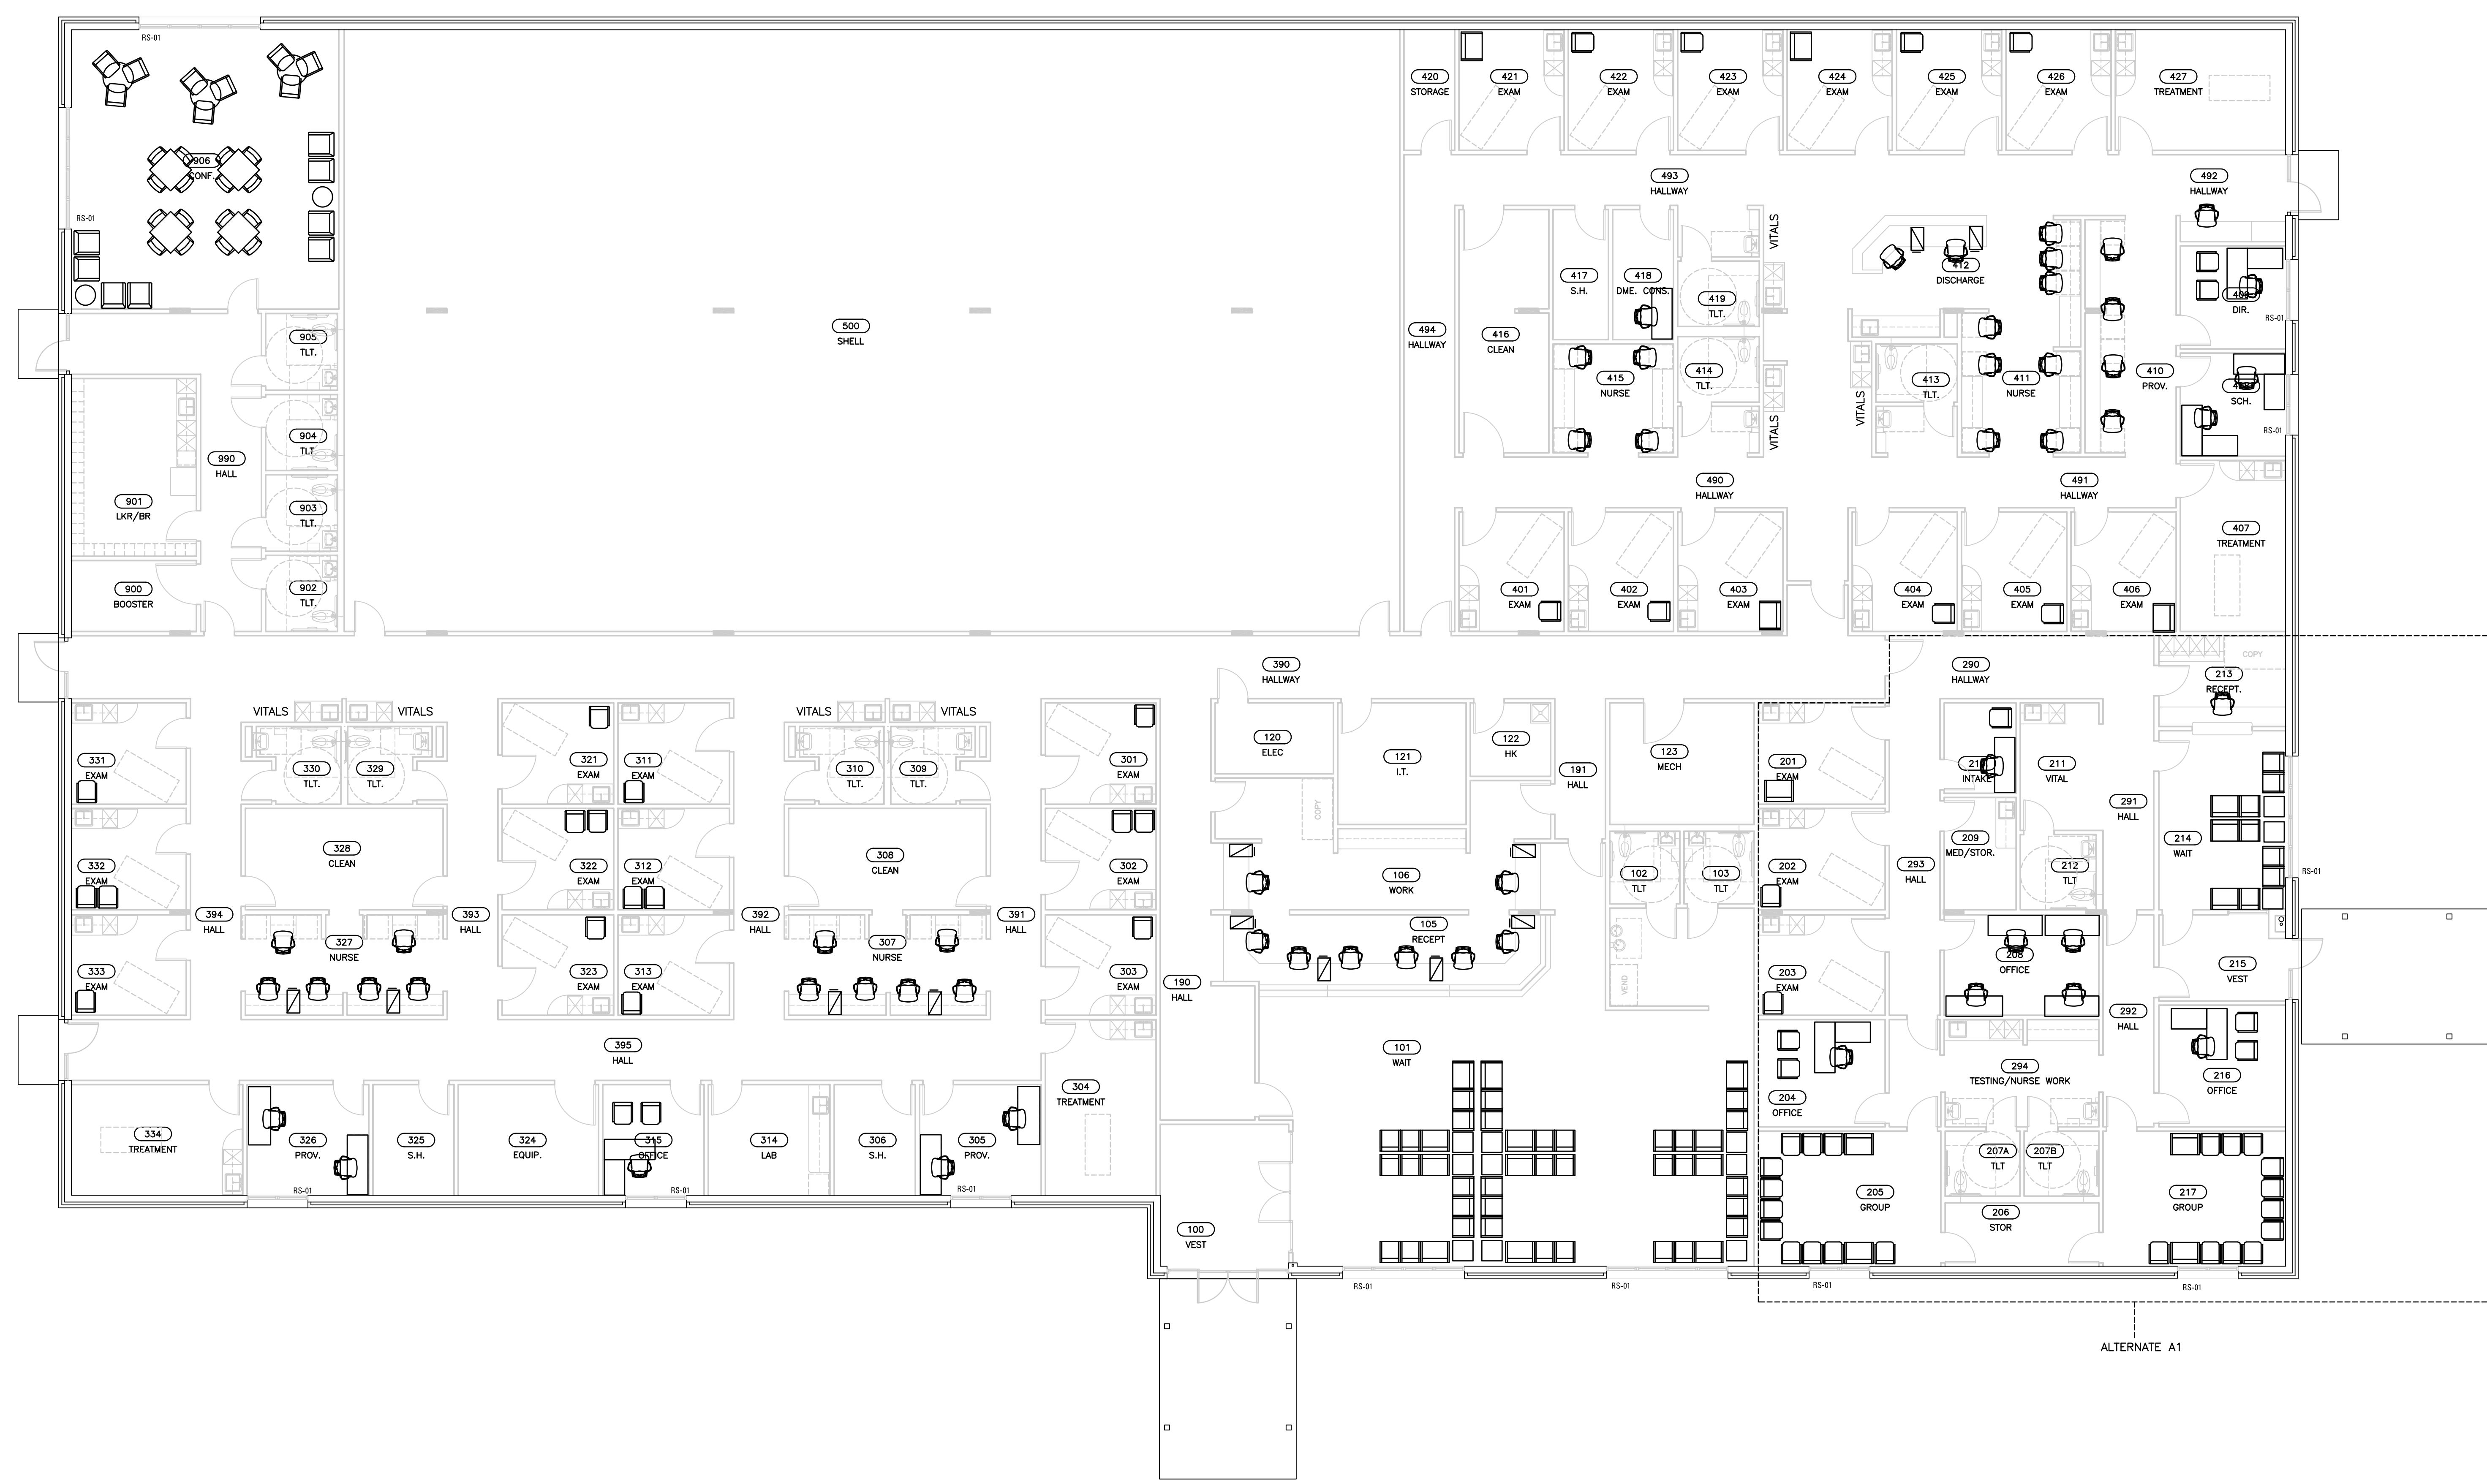 RS-01
420
STORAGE
421
EXAM
422
EXAM
423
EXAM
424
EXAM
425
EXAM
426
EXAM
427
TREATMENT
906
CONF.
RS-01
493
HALLWAY
492
HALLWAY
VITALS
417
S.H.
418
DME. CONS.
419
TLT.
412
DISCHARGE
DIR.
RS-01
500
SHELL
494
HALLWAY
416
CLEAN
905
TLT.
415
NURSE
414
TLT.
413
TLT.
411
NURSE
410
PROV.
SCH.
VITALS
VITALS
RS-01
904
TLT.
990
HALL
901
LKR/BR
903
TLT.
490
HALLWAY
491
HALLWAY
407
TREATMENT
900
BOOSTER
902
TLT.
401
EXAM
402
EXAM
403
EXAM
404
EXAM
405
EXAM
406
EXAM
390
HALLWAY
290
HALLWAY
COPY
213
RECEPT.
VITALS
VITALS
VITALS
VITALS
331
EXAM
330
TLT.
329
TLT.
321
EXAM
311
EXAM
310
TLT.
309
TLT.
301
EXAM
120
ELEC
121
I.T.
122
HK
191
HALL
123
MECH
201
EXAM
INTAKE
211
VITAL
COPY
291
HALL
328
CLEAN
308
CLEAN
332
EXAM
322
EXAM
312
EXAM
302
EXAM
106
WORK
102
TLT
103
TLT
202
EXAM
293
HALL
209
MED/STOR.
212
TLT
214
WAIT
RS-01
394
HALL
393
HALL
392
HALL
391
HALL
327
NURSE
307
NURSE
105
RECEPT
333
EXAM
323
EXAM
313
EXAM
303
EXAM
190
HALL
VEND
203
EXAM
208
OFFICE
215
VEST
395
HALL
101
WAIT
292
HALL
304
TREATMENT
294
TESTING/NURSE WORK
216
OFFICE
204
OFFICE
334
TREATMENT
326
PROV.
325
S.H.
324
EQUIP.
315
OFFICE
314
LAB
306
S.H.
305
PROV.
207A
TLT
207B
TLT
RS-01
RS-01
RS-01
205
GROUP
206
STOR
217
GROUP
100
VEST
RS-01
RS-01
RS-01
RS-01
ALTERNATE A1